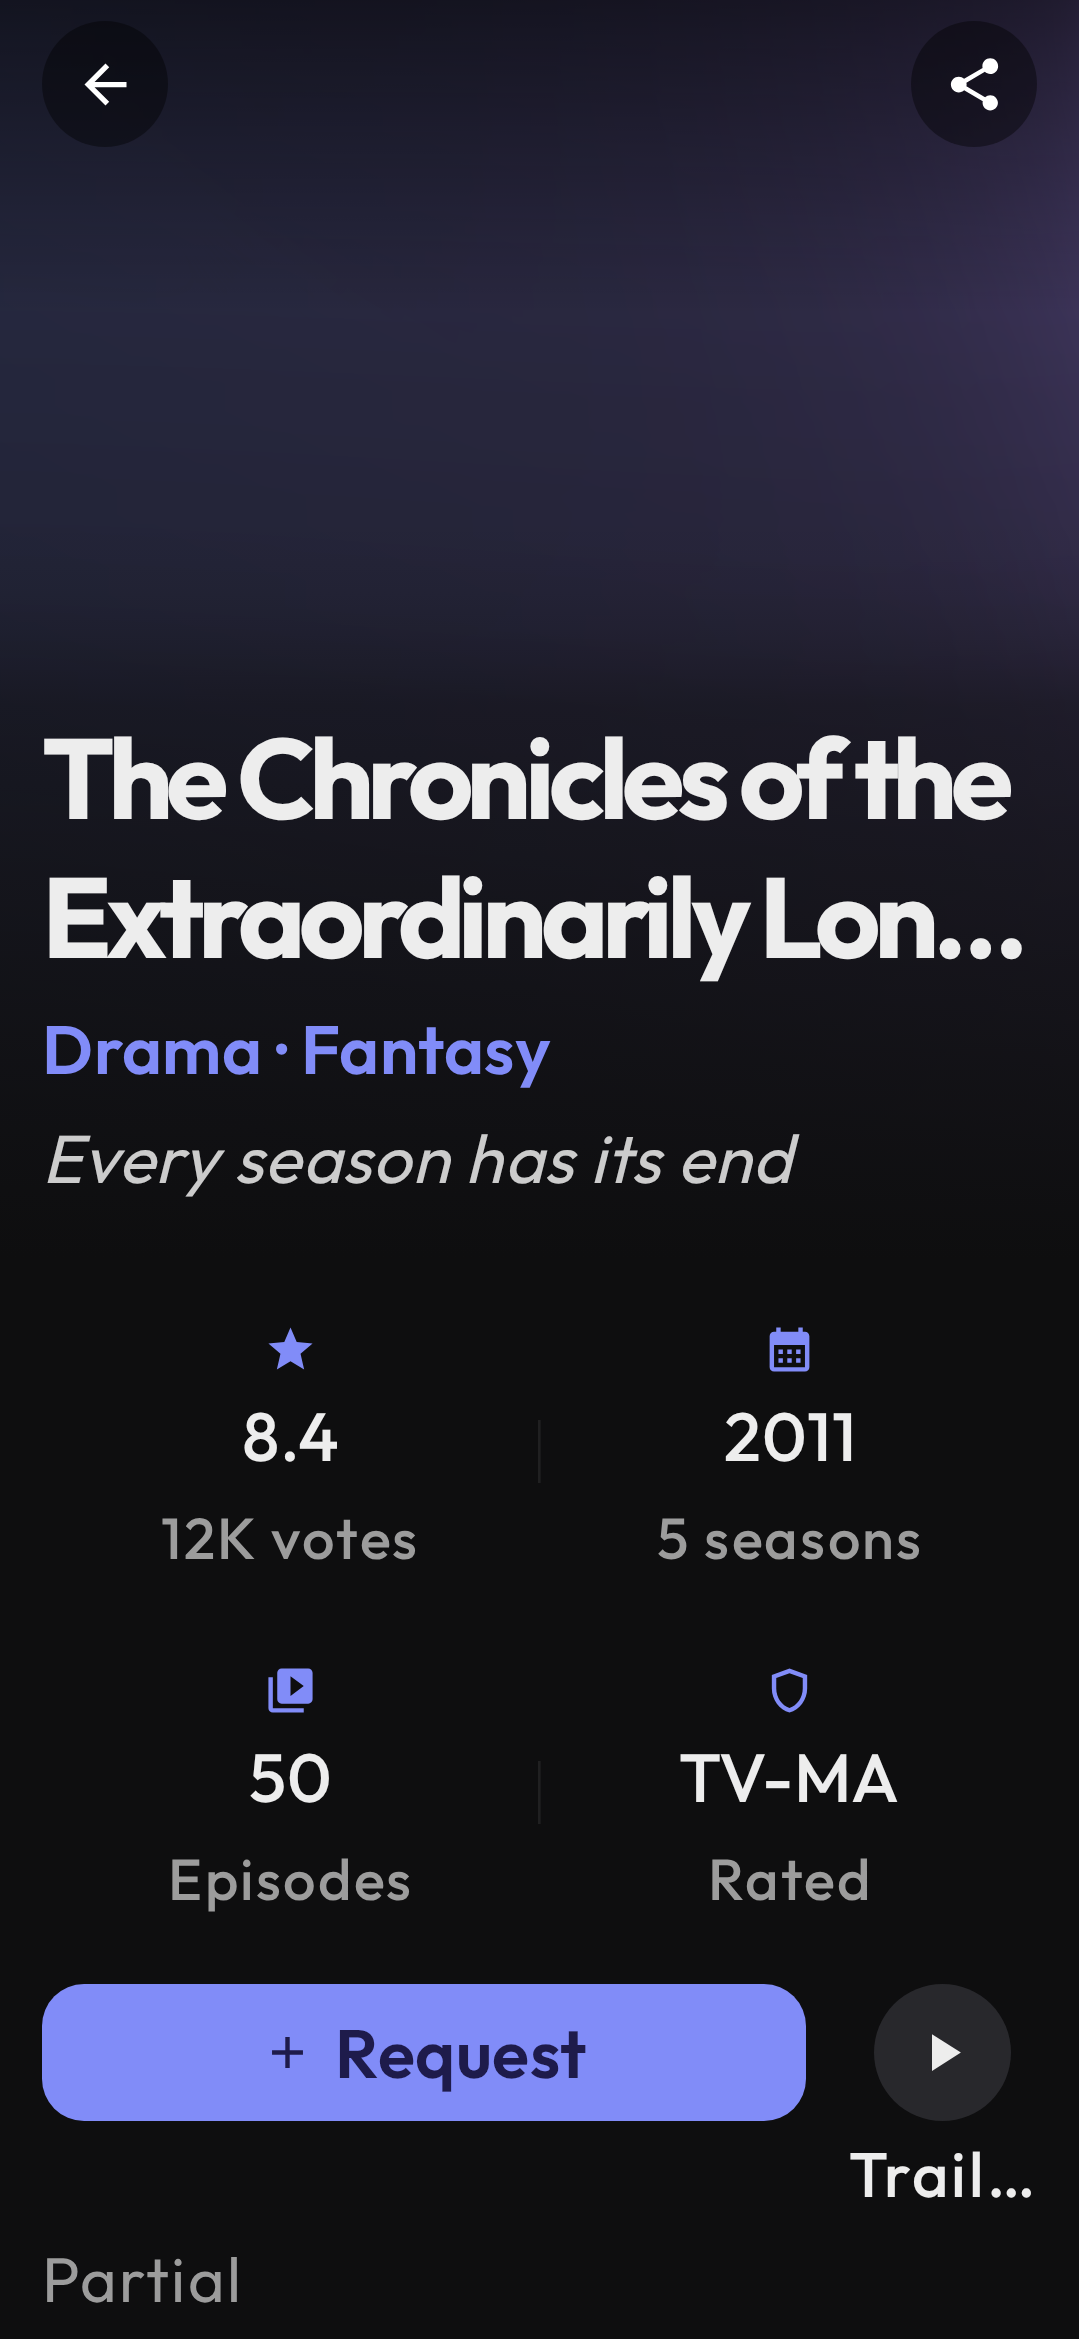 The Chronicles of the
Extraordinarily Lon...
Drama · Fantasy
Every season has its end
8.4
2011
12K votes
5 seasons
50
TV-MA
Episodes
Rated
+ Request
Trail...
Partial